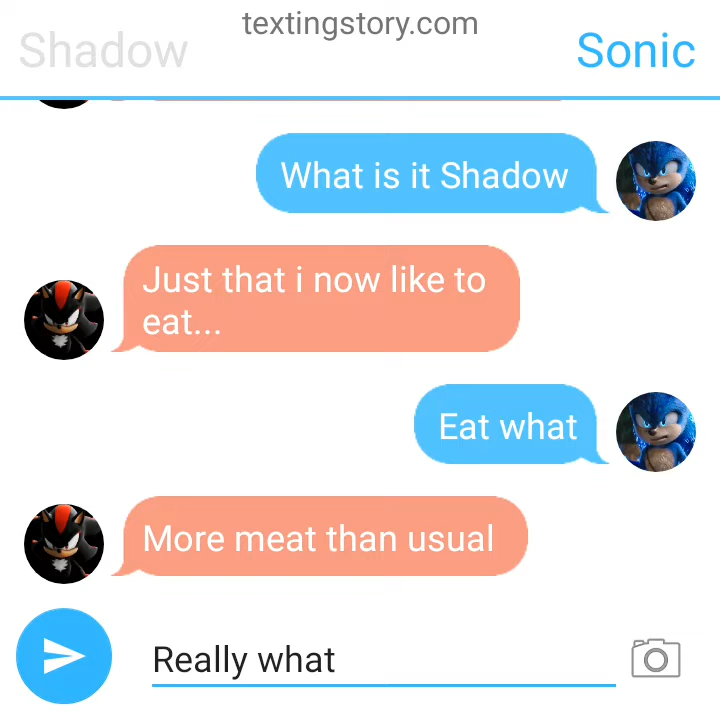 textingstory.com
Shadow
Sonic
What is it Shadow
Just that i now like to
eat...
Eat what
More meat than usual
Really what